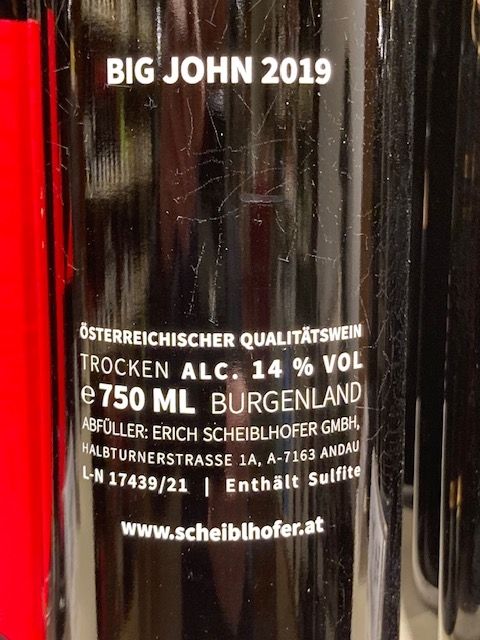 BIG JOHN 2019
ÖSTERREICHISCHER QUALITÄTSWEIN
TROCKEN ALC. 14 % VOL
℮ 750 ML BURGENLAND
ABFÜLLER: ERICH SCHEIBLHOFER GMBH,
HALBTURNERSTRASSE 1A, A-7163 ANDAU
L-N 17439/21 | Enthält Sulfite
www.scheiblhofer.at